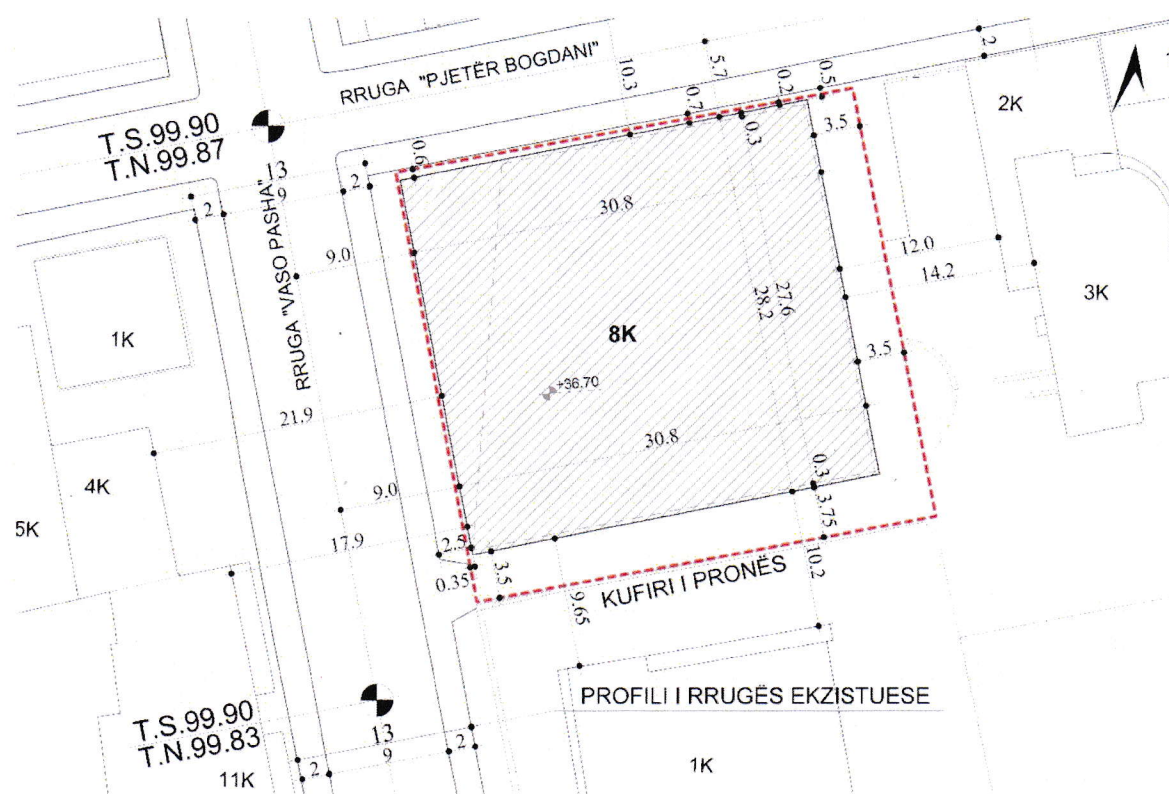 RRUGA "PJETËR BOGDANI"
10.3
5.7
0.2
0.5
2
2K
T.S.99.90
T.N.99.87
0.6
0.7
0.3
3.5
13
2
9
2
RRUGA "VASO PASHA"
9.0
30.8
12.0
14.2
3K
1K
27.6
28.2
8K
+36.70
3.5
21.9
4K
30.8
5K
9.0
0.3
3.75
17.9
0.35
3.5
9.65
KUFIRI I PRONËS
10.2
PROFILI I RRUGËS EKZISTUESE
T.S.99.90
T.N.99.83
13
2
9
2
11K
1K